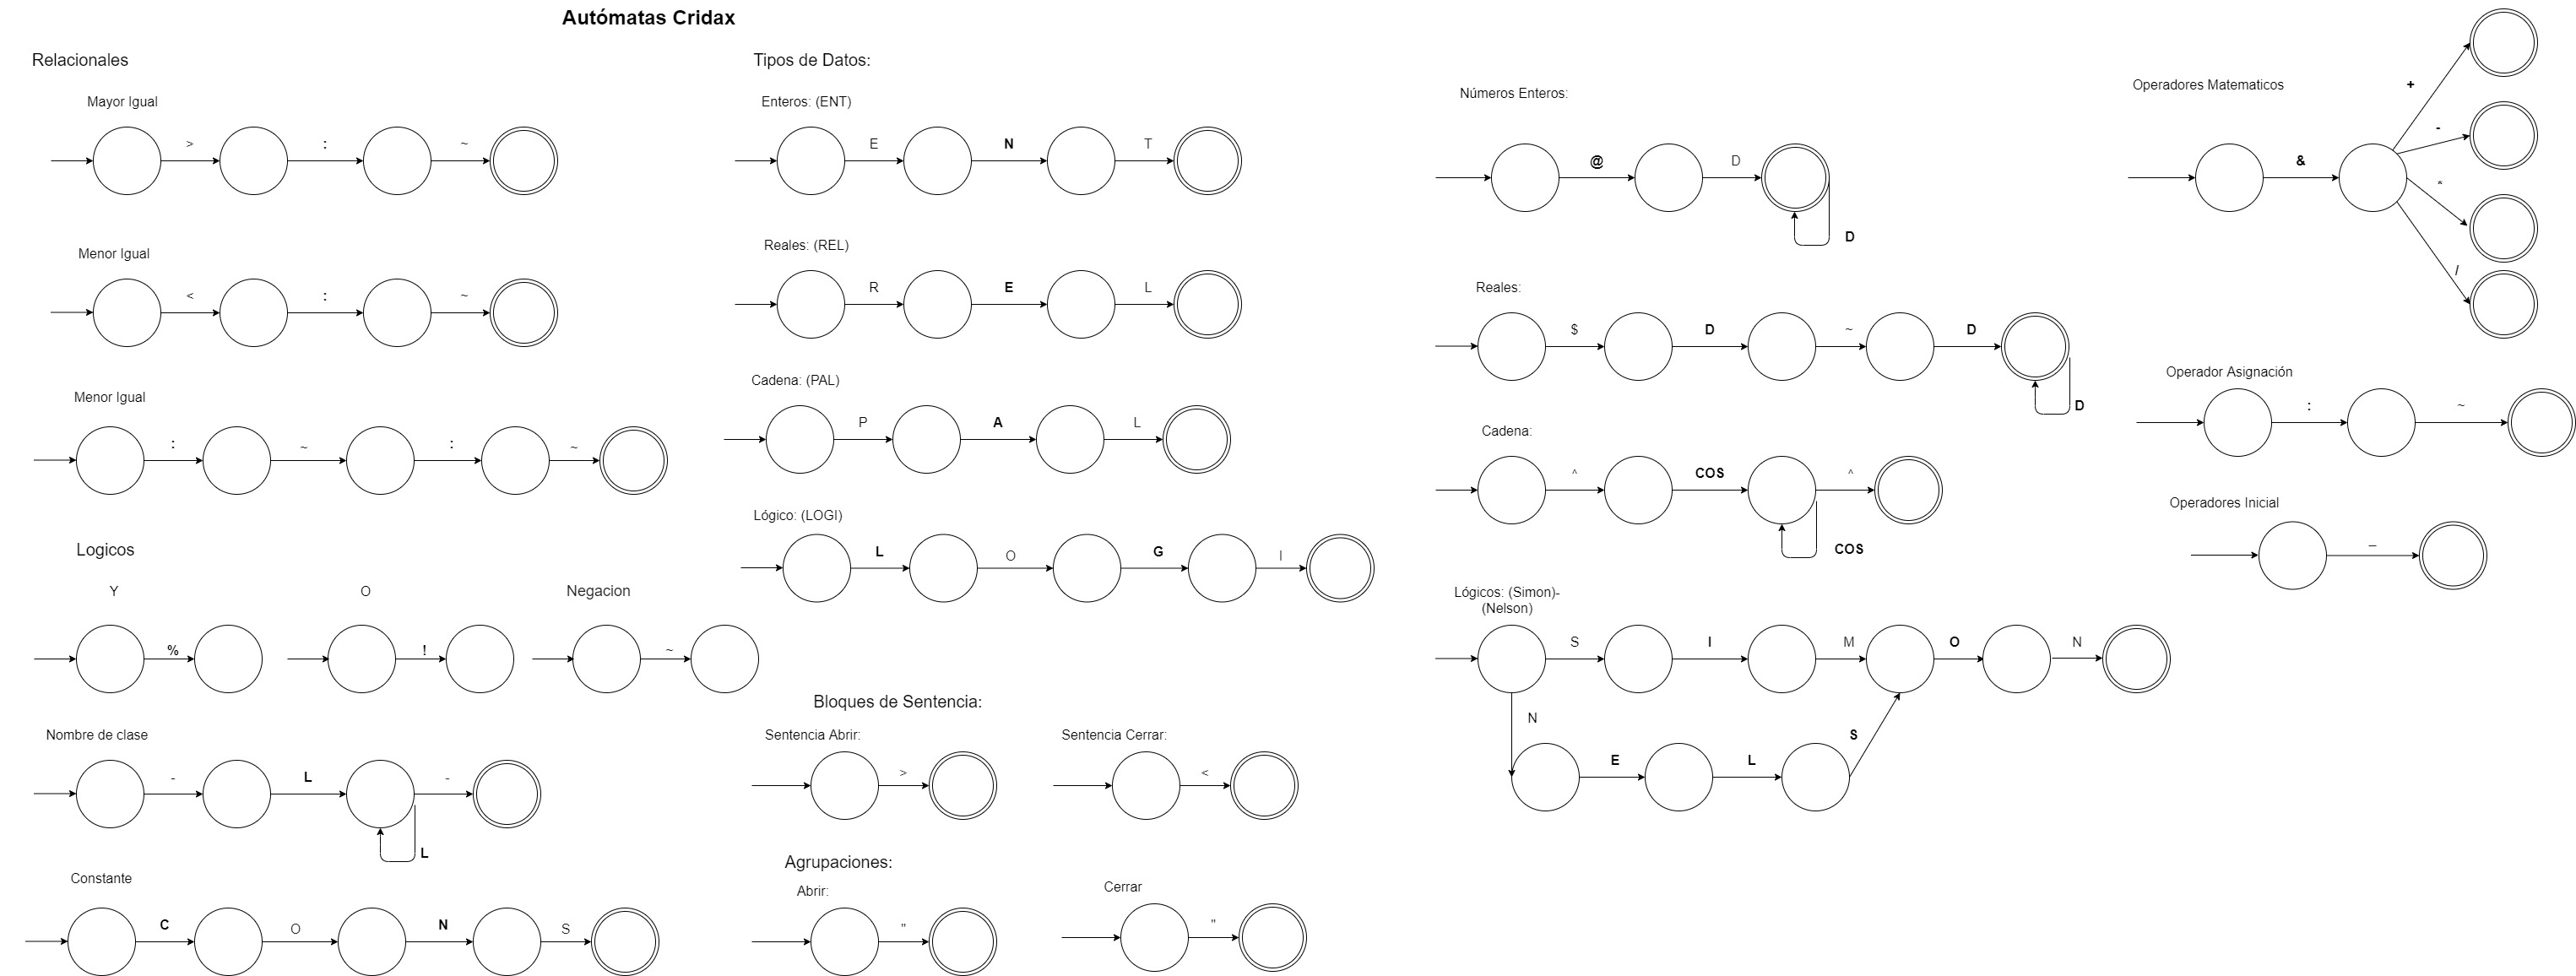 Autómatas Cridax
Relacionales
Mayor Igual
> : ~
Menor Igual
< : ~
Menor Igual
: ~ : ~
Logicos
Y O Negacion
% ! ~
Nombre de clase
- L -
L
Constante
C O N S
Tipos de Datos:
Enteros: (ENT)
E N T
Reales: (REL)
R E L
Cadena: (PAL)
P A L
Lógico: (LOGI)
L O G I
Bloques de Sentencia:
Sentencia Abrir: Sentencia Cerrar:
> <
Agrupaciones:
Abrir: Cerrar
" "
Números Enteros:
@ D
D
Reales:
$ D ~ D
D
Cadena:
^ COS ^
COS
Lógicos: (Simon)-
(Nelson)
S I M O N
N
E L S
Operadores Matematicos
+
-
&
*
/
Operador Asignación
: ~
Operadores Inicial
_